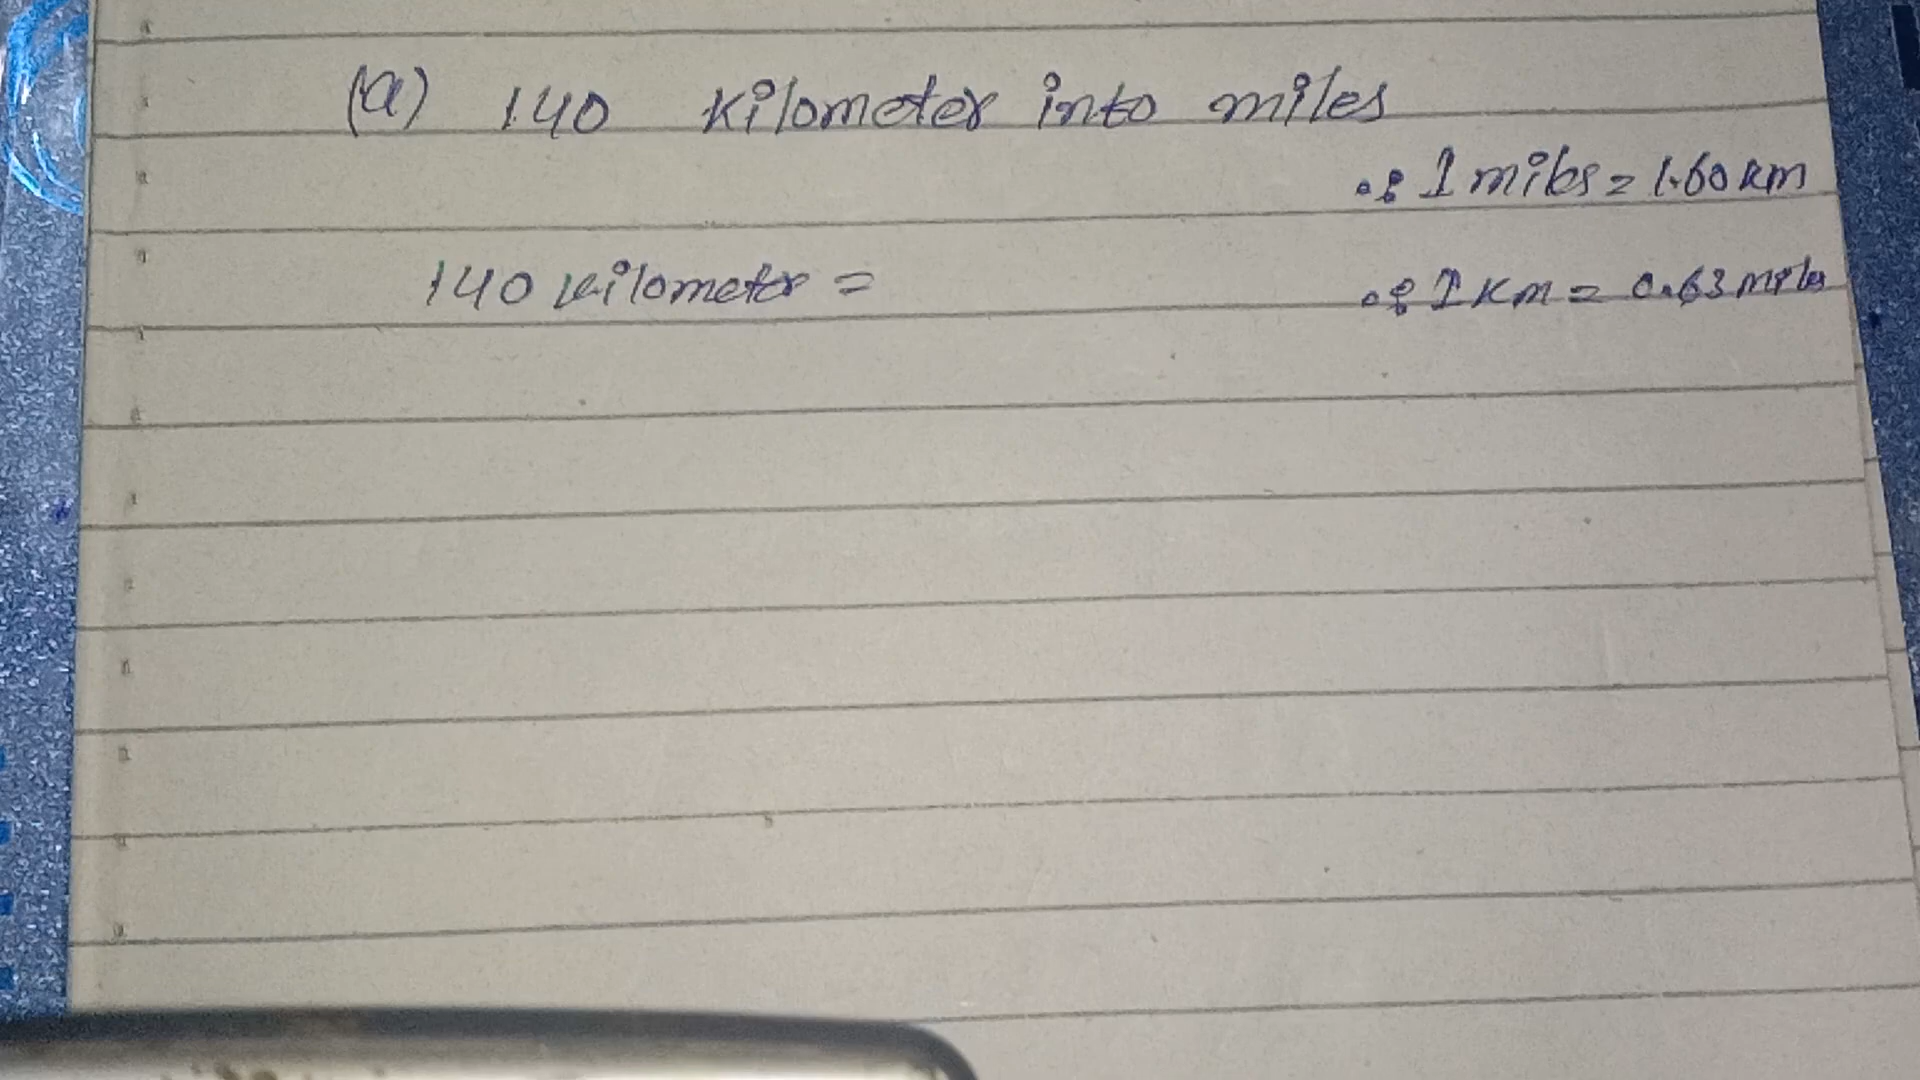 (a) 140 Kilometer into miles
∵ 1 miles = 1.60 km
140 kilometer =
∵ 1 Km = 0.63 miles